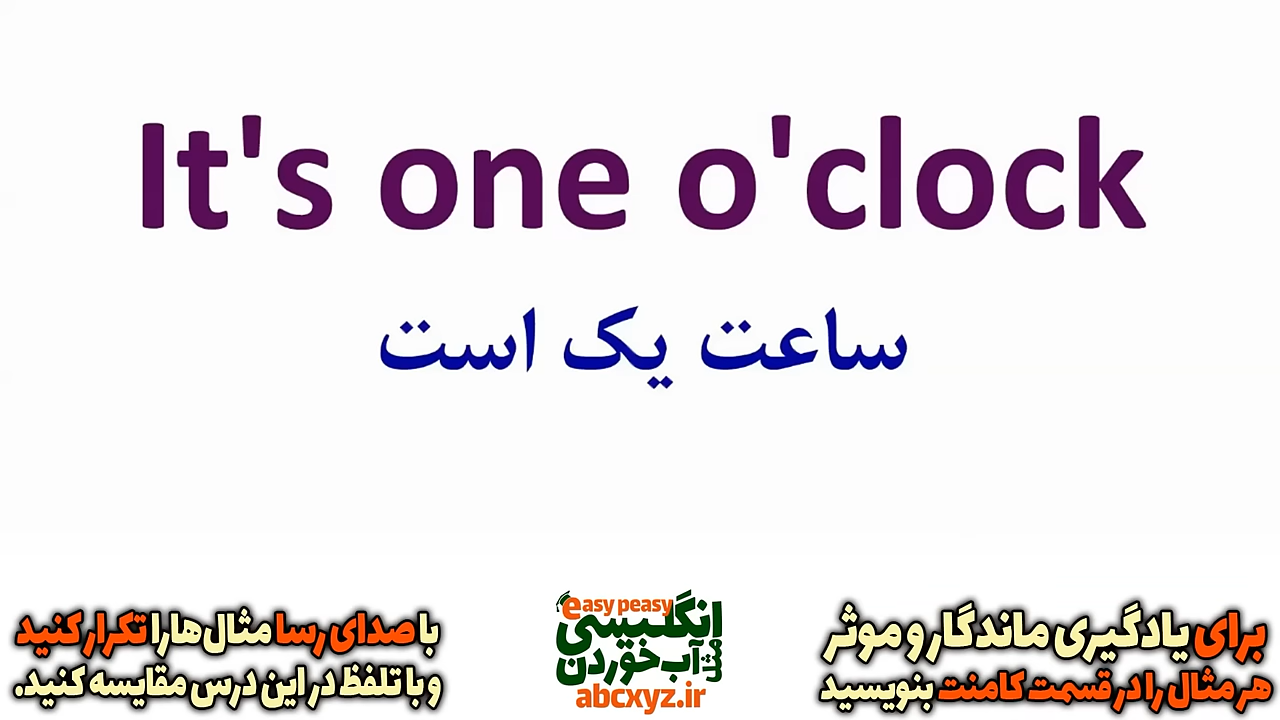 It's one o'clock
ساعت یک است
برای یادگیری ماندگار و موثر
هر مثال را در قسمت کامنت بنویسید
easy peasy
انگلیسی
مثل آب خوردن
abcxyz.ir
با صدای رسا مثال‌ها را تکرار کنید
و با تلفظ در این درس مقایسه کنید.